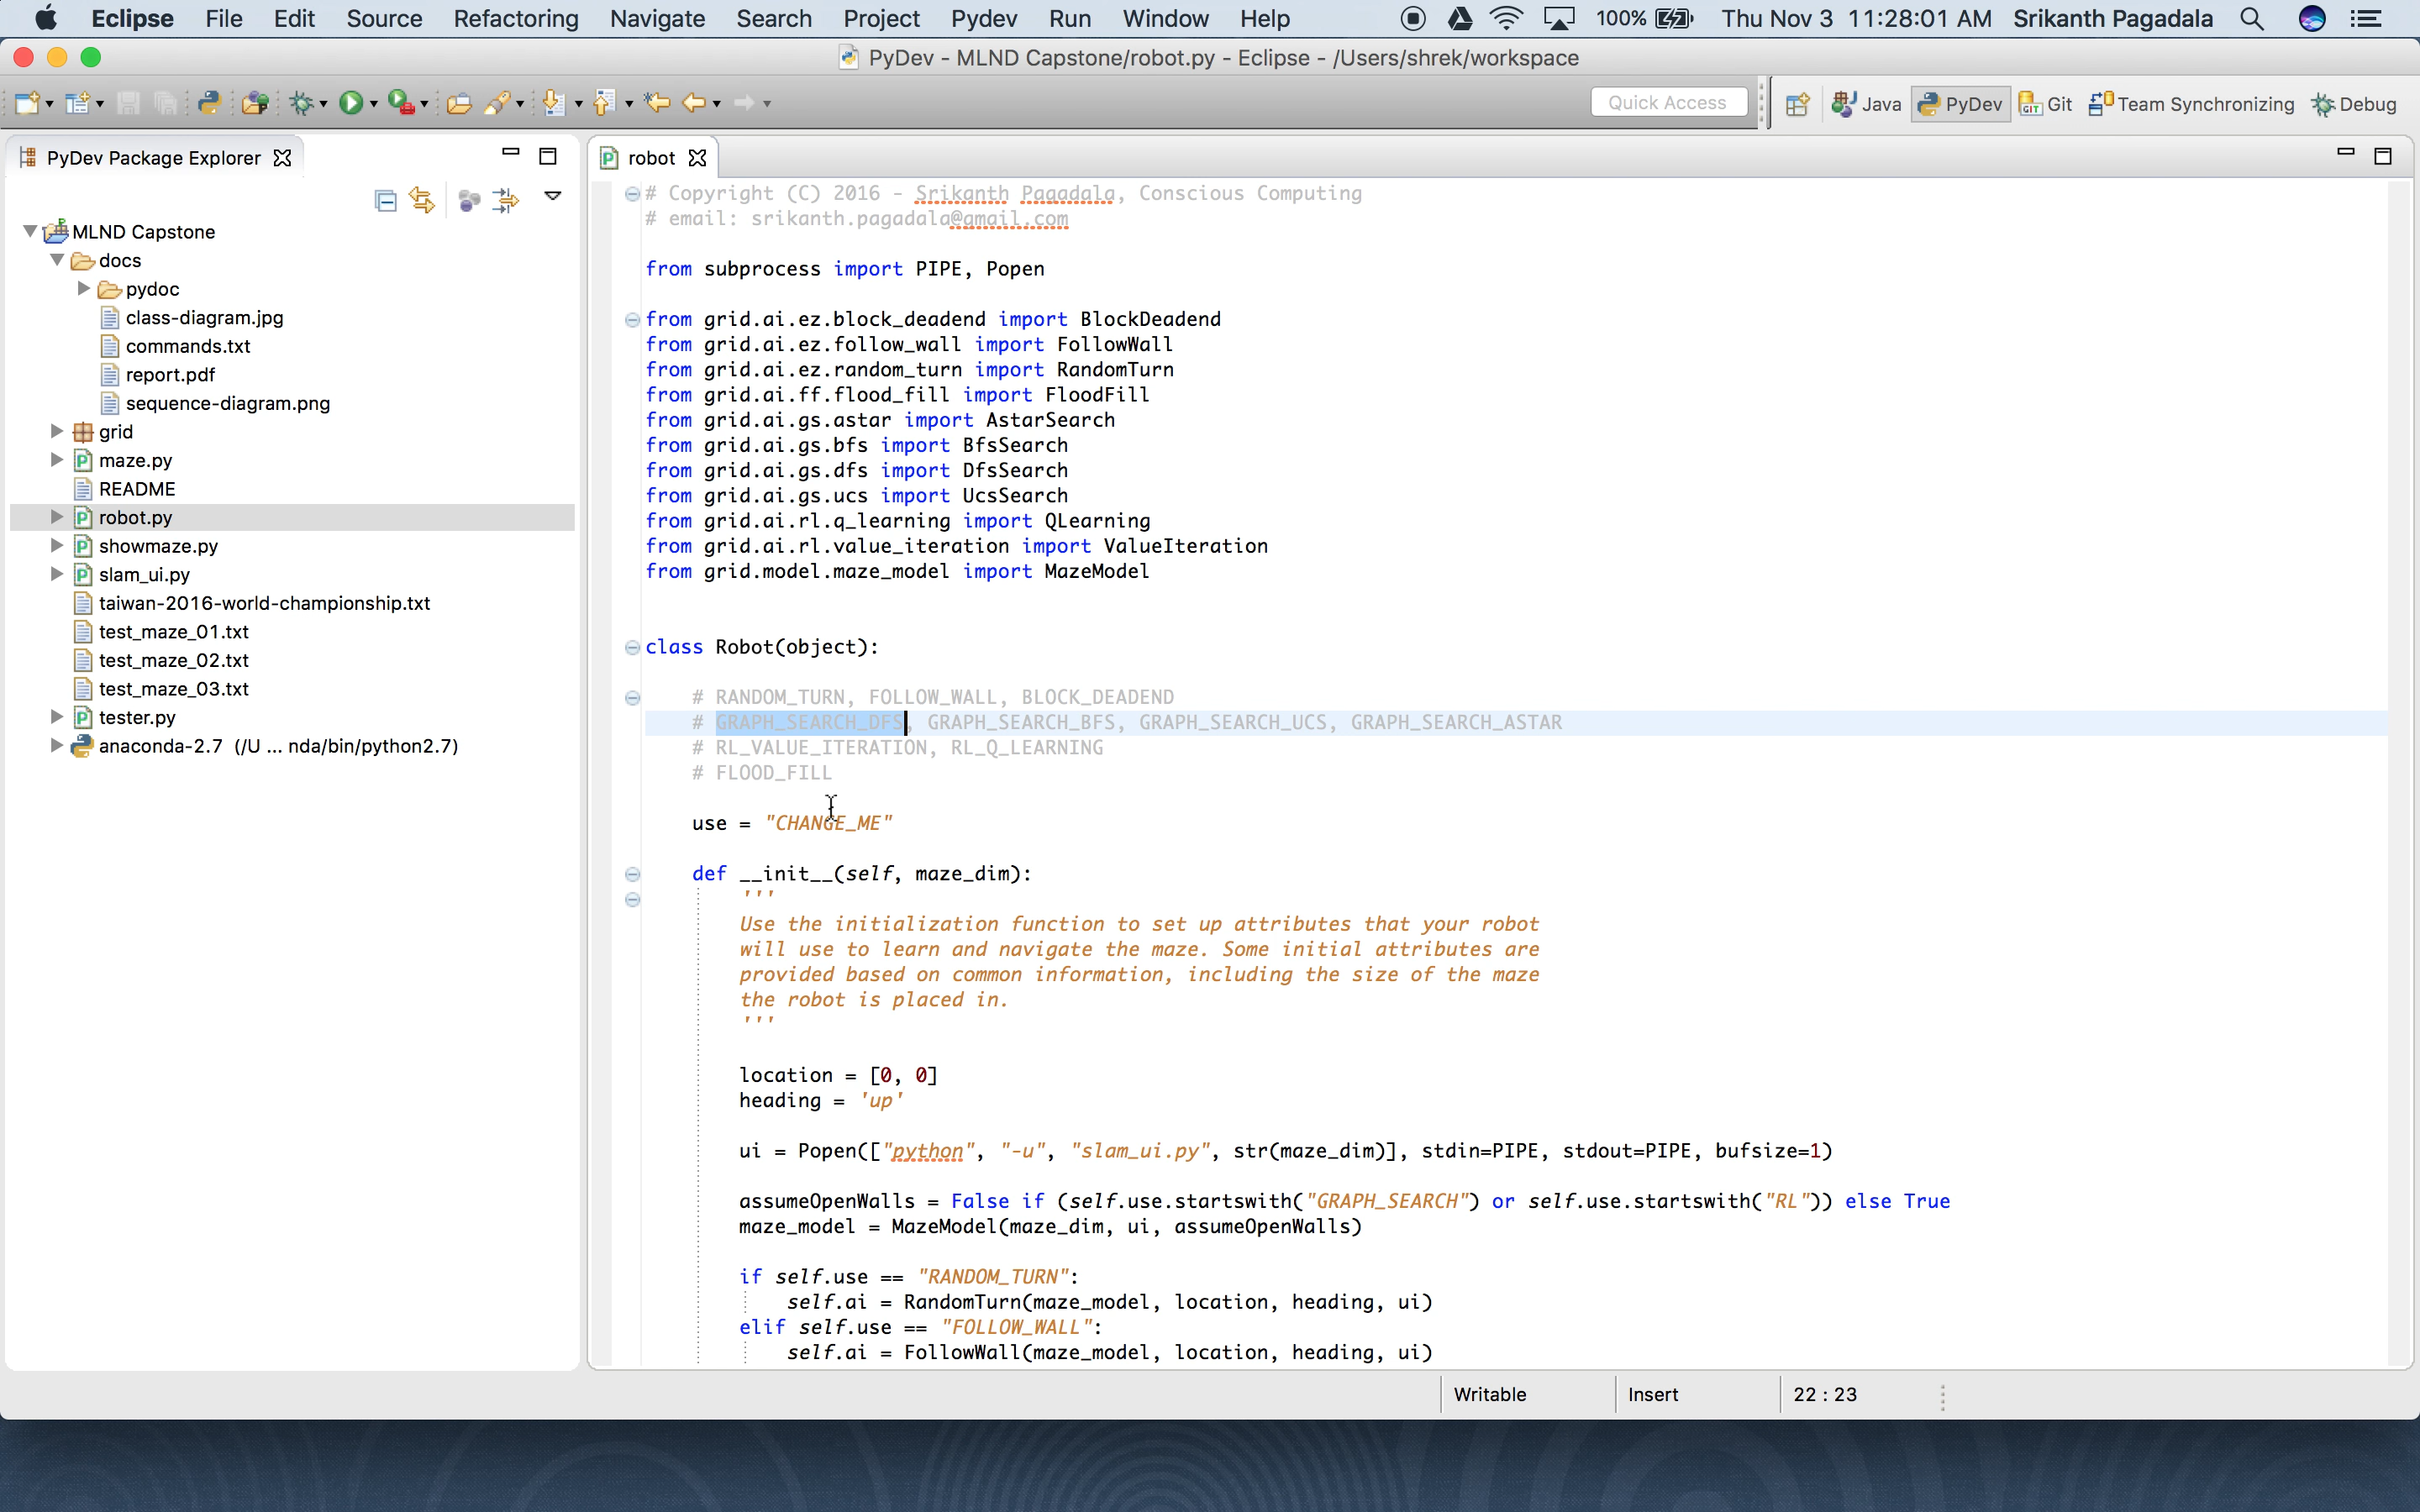 Eclipse File Edit Source Refactoring Navigate Search Project Pydev Run Window Help 100% Thu Nov 3 11:28:01 AM Srikanth Pagadala
PyDev - MLND Capstone/robot.py - Eclipse - /Users/shrek/workspace
Quick Access Java PyDev Git Team Synchronizing Debug
PyDev Package Explorer
MLND Capstone
docs
pydoc
class-diagram.jpg
commands.txt
report.pdf
sequence-diagram.png
grid
maze.py
README
robot.py
showmaze.py
slam_ui.py
taiwan-2016-world-championship.txt
test_maze_01.txt
test_maze_02.txt
test_maze_03.txt
tester.py
anaconda-2.7 (/U ... nda/bin/python2.7)
robot
# Copyright (C) 2016 - Srikanth Pagadala, Conscious Computing
# email: srikanth.pagadala@gmail.com
from subprocess import PIPE, Popen
from grid.ai.ez.block_deadend import BlockDeadend
from grid.ai.ez.follow_wall import FollowWall
from grid.ai.ez.random_turn import RandomTurn
from grid.ai.ff.flood_fill import FloodFill
from grid.ai.gs.astar import AstarSearch
from grid.ai.gs.bfs import BfsSearch
from grid.ai.gs.dfs import DfsSearch
from grid.ai.gs.ucs import UcsSearch
from grid.ai.rl.q_learning import QLearning
from grid.ai.rl.value_iteration import ValueIteration
from grid.model.maze_model import MazeModel
class Robot(object):
# RANDOM_TURN, FOLLOW_WALL, BLOCK_DEADEND
# GRAPH_SEARCH_DFS, GRAPH_SEARCH_BFS, GRAPH_SEARCH_UCS, GRAPH_SEARCH_ASTAR
# RL_VALUE_ITERATION, RL_Q_LEARNING
# FLOOD_FILL
use = "CHANGE_ME"
def __init__(self, maze_dim):
'''
Use the initialization function to set up attributes that your robot
will use to learn and navigate the maze. Some initial attributes are
provided based on common information, including the size of the maze
the robot is placed in.
'''
location = [0, 0]
heading = 'up'
ui = Popen(["python", "-u", "slam_ui.py", str(maze_dim)], stdin=PIPE, stdout=PIPE, bufsize=1)
assumeOpenWalls = False if (self.use.startswith("GRAPH_SEARCH") or self.use.startswith("RL")) else True
maze_model = MazeModel(maze_dim, ui, assumeOpenWalls)
if self.use == "RANDOM_TURN":
self.ai = RandomTurn(maze_model, location, heading, ui)
elif self.use == "FOLLOW_WALL":
self.ai = FollowWall(maze_model, location, heading, ui)
Writable Insert 22 : 23